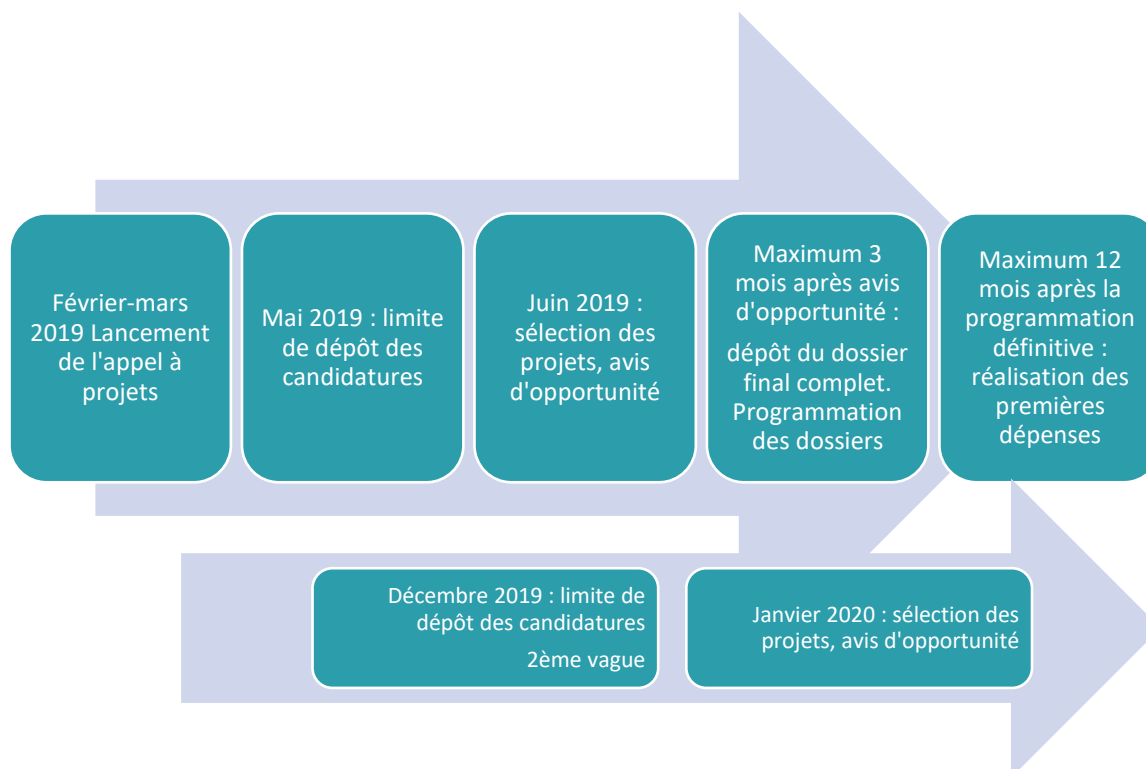 Février-mars
2019 Lancement
de l'appel à
projets
Mai 2019 : limite
de dépôt des
candidatures
Juin 2019 :
sélection des
projets, avis
d'opportunité
Maximum 3
mois après avis
d'opportunité :
dépôt du dossier
final complet.
Programmation
des dossiers
Maximum 12
mois après la
programmation
définitive :
réalisation des
premières
dépenses
Décembre 2019 : limite de
dépôt des candidatures
2ème vague
Janvier 2020 : sélection des
projets, avis d'opportunité